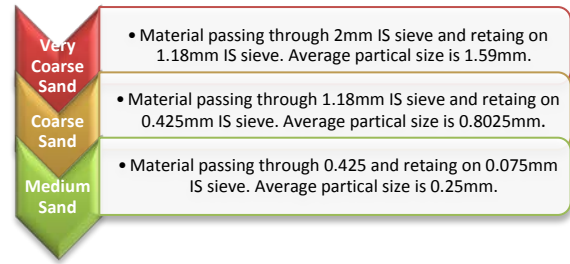 Very
Coarse
Sand
• Material passing through 2mm IS sieve and retaing on
1.18mm IS sieve. Average partical size is 1.59mm.
Coarse
Sand
• Material passing through 1.18mm IS sieve and retaing on
0.425mm IS sieve. Average partical size is 0.8025mm.
Medium
Sand
• Material passing through 0.425 and retaing on 0.075mm
IS sieve. Average partical size is 0.25mm.